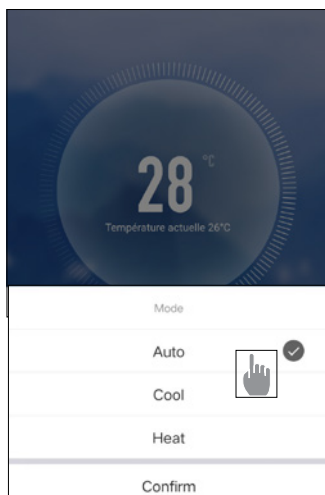 28 °C
Température actuelle 26°C
Mode
Auto
Cool
Heat
Confirm